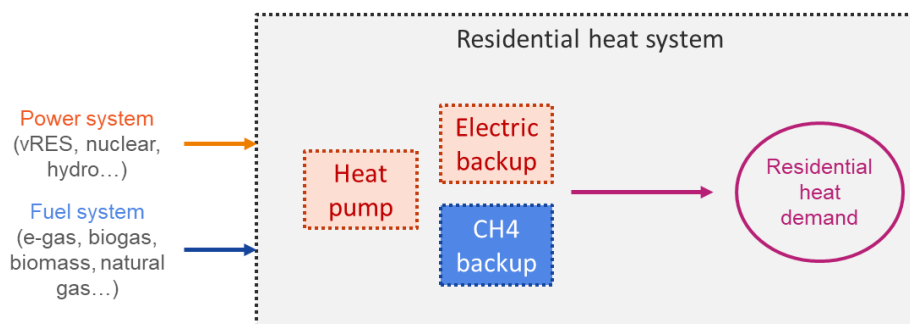 Residential heat system
Power system
(vRES, nuclear,
hydro…)
Fuel system
(e-gas, biogas,
biomass, natural
gas…)
Heat
pump
Electric
backup
CH4
backup
Residential
heat
demand